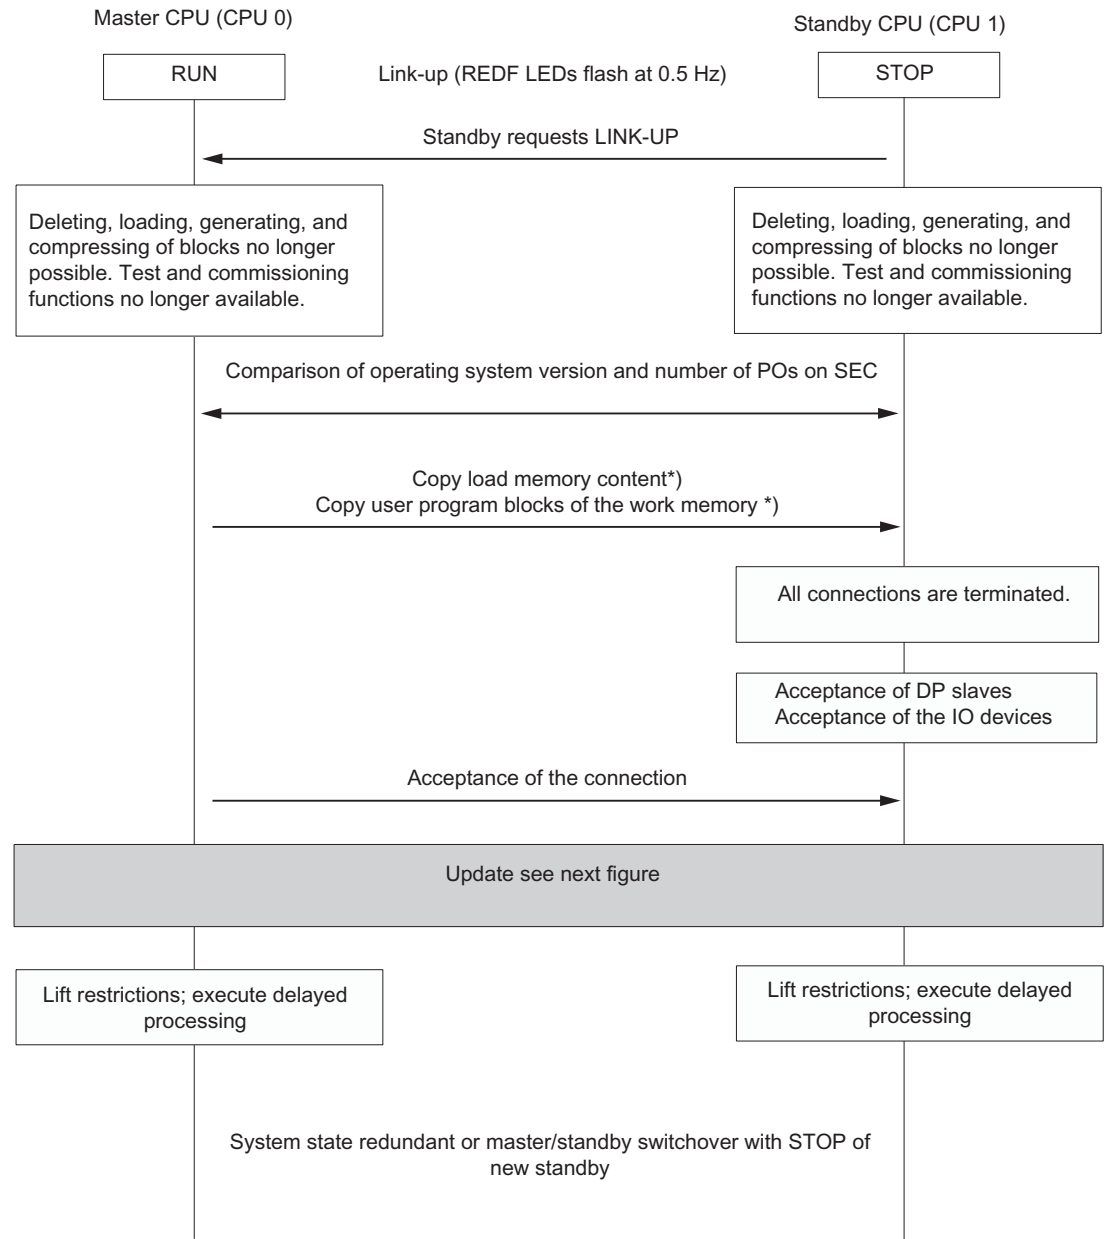 Master CPU (CPU 0)
Standby CPU (CPU 1)
RUN
Link-up (REDF LEDs flash at 0.5 Hz)
STOP
Standby requests LINK-UP
Deleting, loading, generating, and
compressing of blocks no longer
possible. Test and commissioning
functions no longer available.
Deleting, loading, generating, and
compressing of blocks no longer
possible. Test and commissioning
functions no longer available.
Comparison of operating system version and number of POs on SEC
Copy load memory content*)
Copy user program blocks of the work memory *)
All connections are terminated.
Acceptance of DP slaves
Acceptance of the IO devices
Acceptance of the connection
Update see next figure
Lift restrictions; execute delayed
processing
Lift restrictions; execute delayed
processing
System state redundant or master/standby switchover with STOP of
new standby